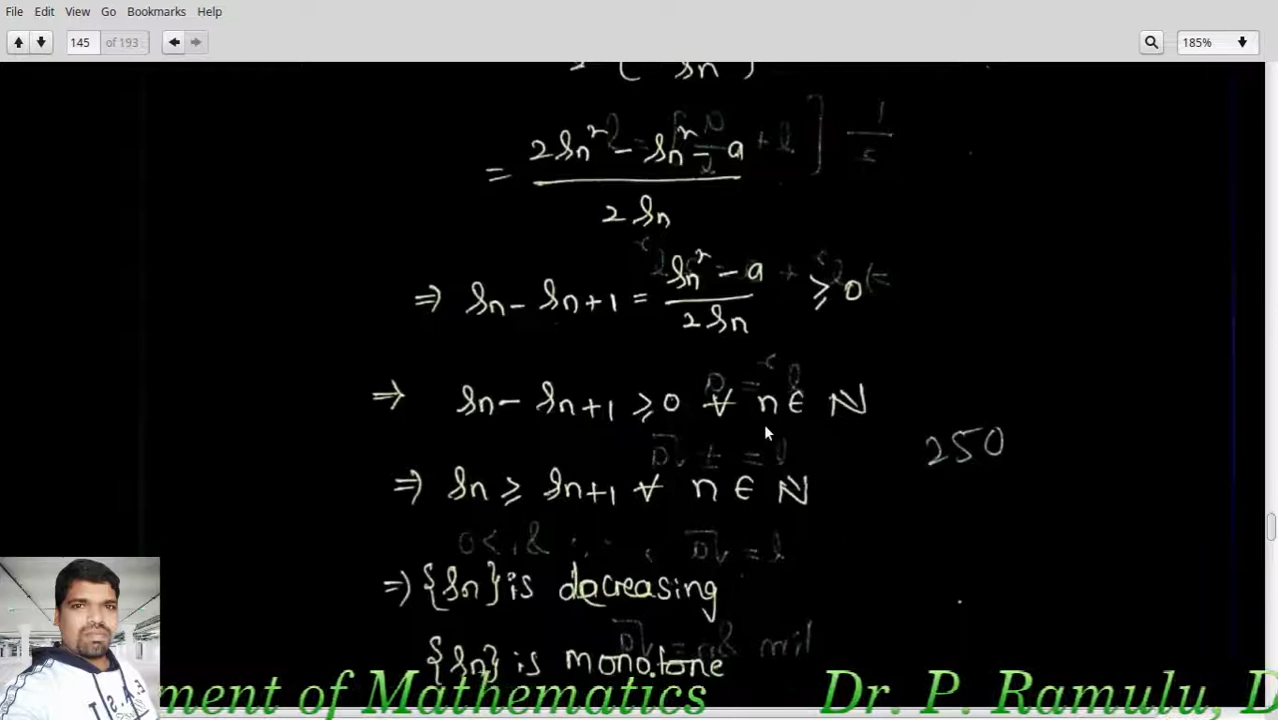 File Edit View Go Bookmarks Help
145 of 193 185%
= 2Sn² - Sn² - a / 2Sn
⇒ Sn - Sn+1 = Sn² - a / 2Sn ≥ 0
⇒ Sn - Sn+1 ≥ 0 ∀ n ∈ N
250
⇒ Sn ≥ Sn+1 ∀ n ∈ N
⇒ {Sn} is decreasing
{Sn} is monotone
ment of Mathematics Dr. P. Ramulu, D